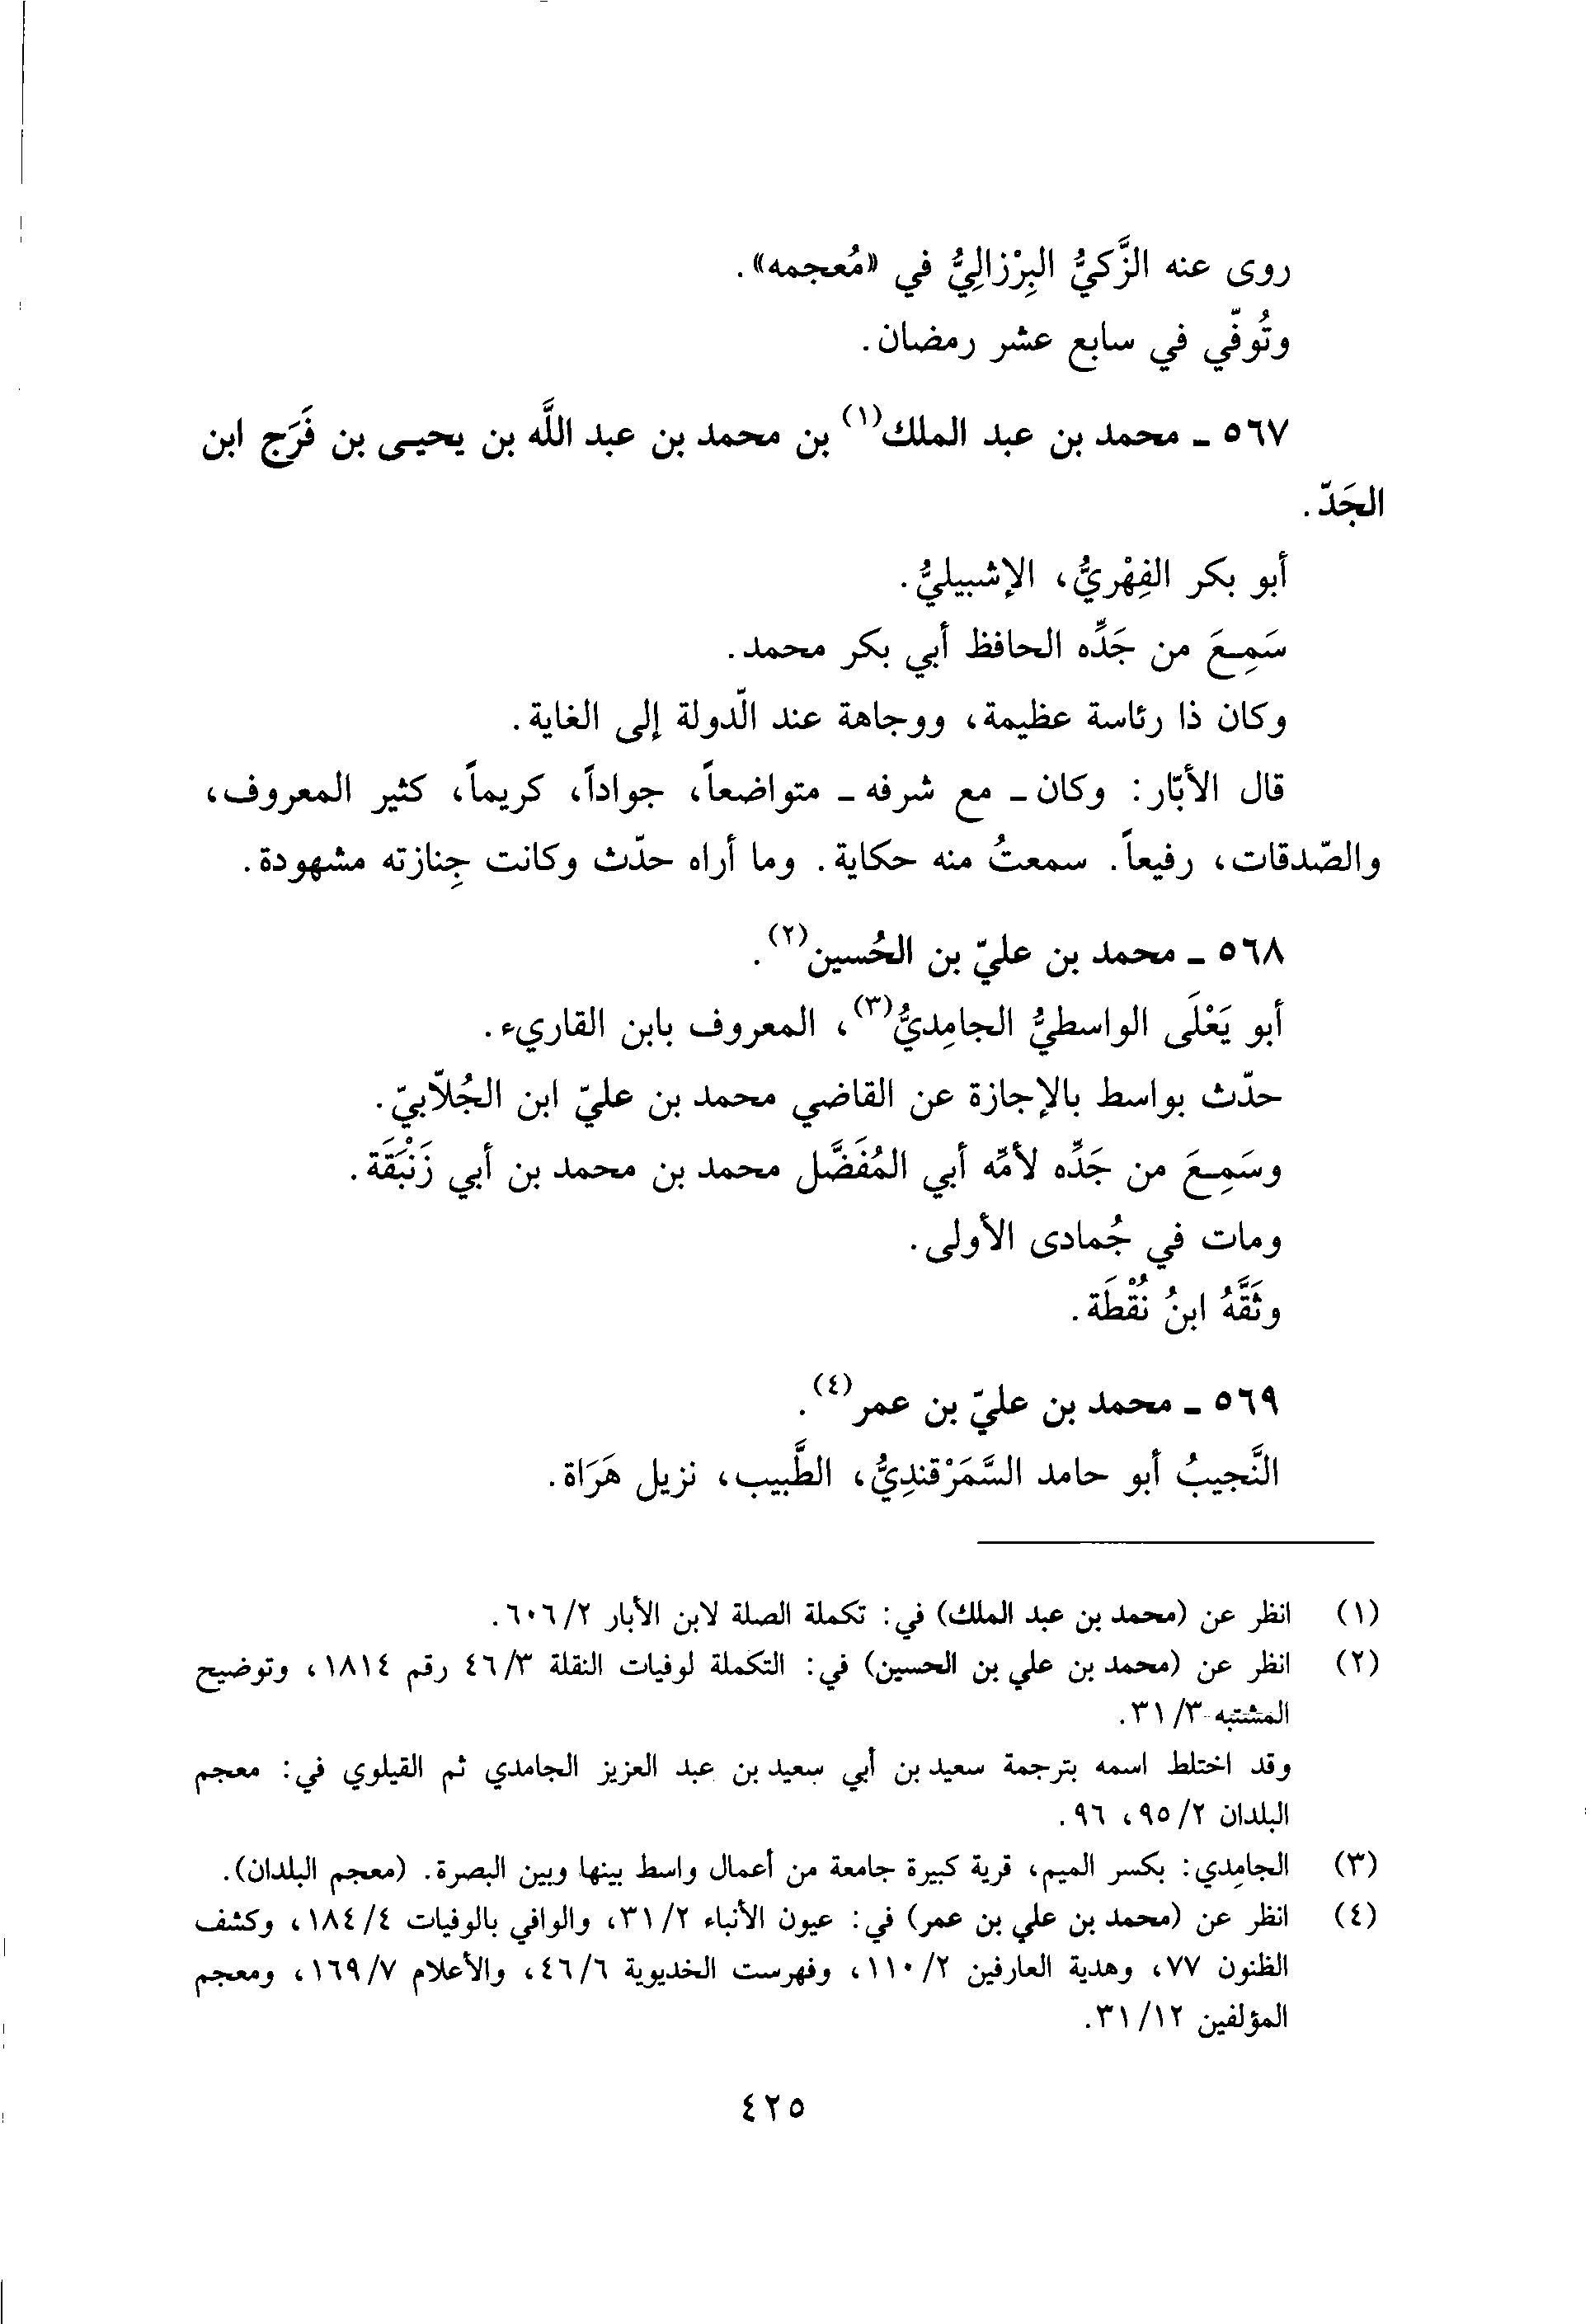 روى عنه الزَّكيُّ البِرْزاليُّ في «مُعجمه».
وتُوفّي في سابع عشر رمضان.
٥٦٧ ـ محمد بن عبد الملك(١) بن محمد بن عبد اللَّه بن يحيـى بن فَرَج ابن
الجَدّ.
أبو بكر الفِهْريُّ، الإشبيليُّ.
سَمِـعَ من جَدِّه الحافظ أبي بكر محمد.
وكان ذا رئاسة عظيمة، ووجاهة عند الّدولة إلى الغاية.
قال الأبّار: وكان ـ مع شرفه ـ متواضعاً، جواداً، كريماً، كثير المعروف،
والصّدقات، رفيعاً. سمعتُ منه حكاية. وما أراه حدّث وكانت جِنازته مشهودة.
٥٦٨ ـ محمد بن عليّ بن الحُسين(٢).
أبو يَعْلَى الواسطيُّ الجامِديُّ(٣)، المعروف بابن القاريء.
حدّث بواسط بالإجازة عن القاضي محمد بن عليّ ابن الجُلّابيّ.
وسَمِـعَ من جَدِّه لأمِّه أبي المُفَضَّل محمد بن محمد بن أبي زَنْبَقَة.
ومات في جُمادى الأولى.
وثَقَّهُ ابنُ نُقْطَة.
٥٦٩ ـ محمد بن عليّ بن عمر(٤).
النَّجيبُ أبو حامد السَّمَرْقندِيُّ، الطَّبيب، نزيل هَرَاة.
(١) انظر عن (محمد بن عبد الملك) في: تكملة الصلة لابن الأبار ٢/ ٦٠٦.
(٢) انظر عن (محمد بن علي بن الحسين) في: التكملة لوفيات النقلة ٣/ ٤٦ رقم ١٨١٤، وتوضيح
المشتبه ٣/ ٣١.
وقد اختلط اسمه بترجمة سعيد بن أبي سعيد بن عبد العزيز الجامدي ثم القيلوي في: معجم
البلدان ٢/ ٩٥، ٩٦.
(٣) الجامِدي: بكسر الميم، قرية كبيرة جامعة من أعمال واسط بينها وبين البصرة. (معجم البلدان).
(٤) انظر عن (محمد بن علي بن عمر) في: عيون الأنباء ٢/ ٣١، والوافي بالوفيات ٤/ ١٨٤، وكشف
الظنون ٧٧، وهدية العارفين ٢/ ١١٠، وفهرست الخديوية ٦/ ٤٦، والأعلام ٧/ ١٦٩، ومعجم
المؤلفين ١٢/ ٣١.
٤٢٥